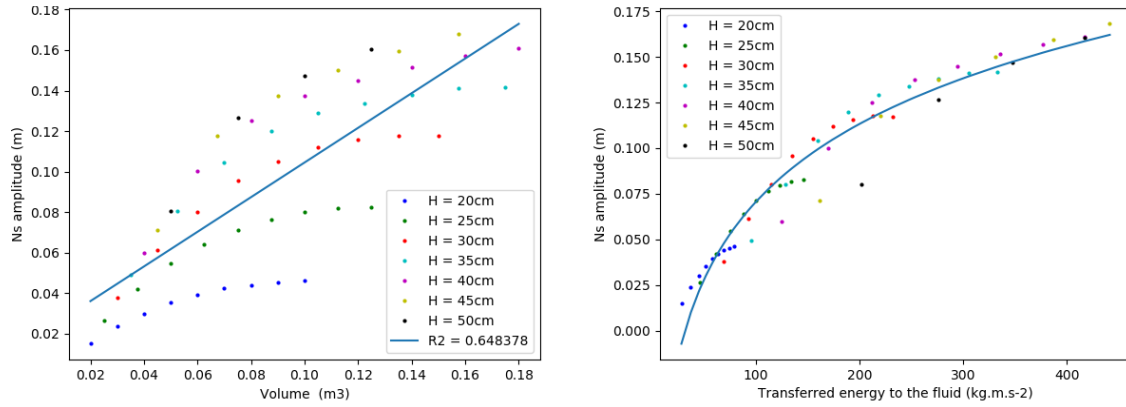 Ns amplitude (m)
0.18
0.16
0.14
0.12
0.10
0.08
0.06
0.04
0.02
H = 20cm
H = 25cm
H = 30cm
H = 35cm
H = 40cm
H = 45cm
H = 50cm
R2 = 0.648378
0.02 0.04 0.06 0.08 0.10 0.12 0.14 0.16 0.18
Volume (m3)
Ns amplitude (m)
0.175
0.150
0.125
0.100
0.075
0.050
0.025
0.000
H = 20cm
H = 25cm
H = 30cm
H = 35cm
H = 40cm
H = 45cm
H = 50cm
100 200 300 400
Transferred energy to the fluid (kg.m.s-2)